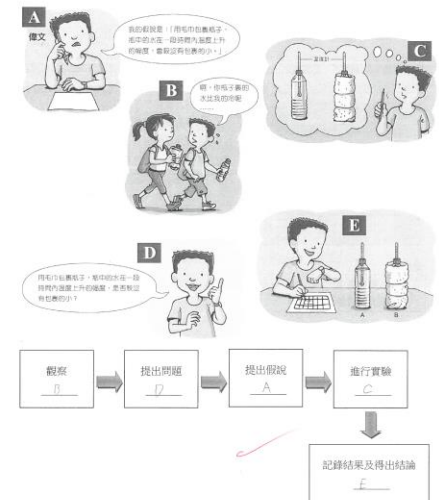 A
偉文
我的假說是：「用毛巾包裹瓶子，
瓶中的水在一段時間內溫度上升
的幅度，會較沒有包裹的小。」
B
嗯，你瓶子裏的
水比我的冷呢
C
D
用毛巾包裹瓶子，瓶中的水在一段
時間內溫度上升的幅度，是否較沒
有包裹的小？
E
A
B
觀察
B
提出問題
D
提出假說
A
進行實驗
C
記錄結果及得出結論
E